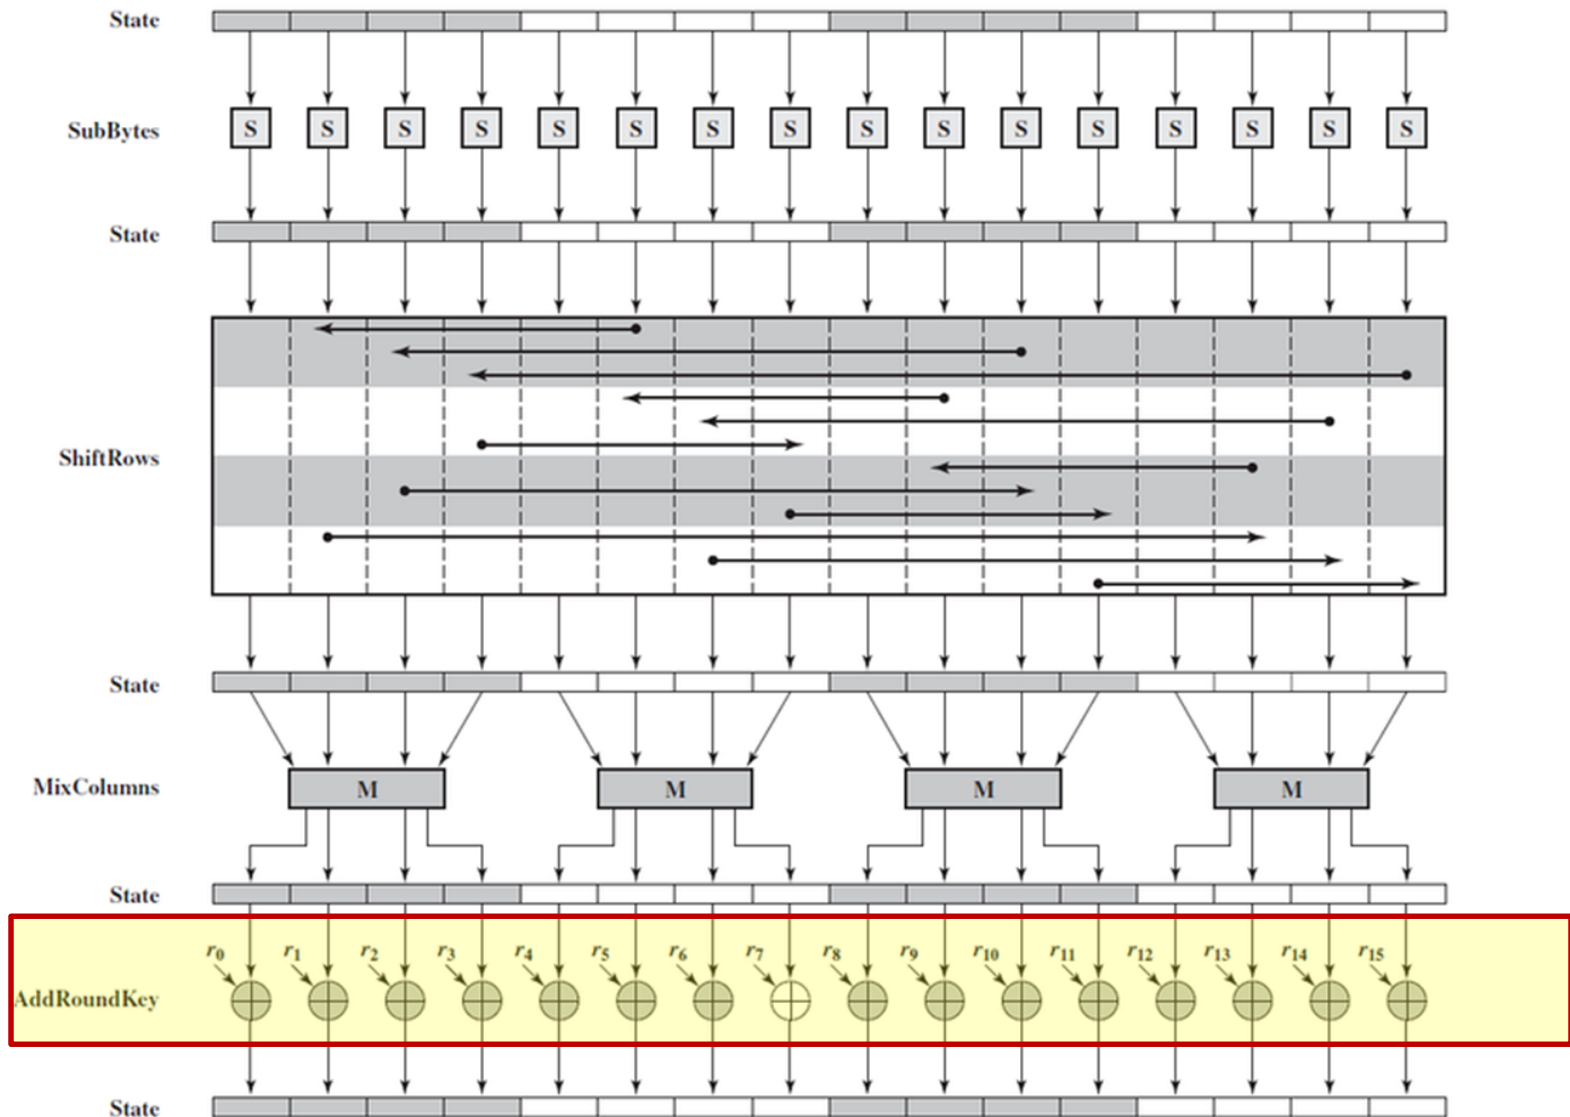 State
SubBytes S S S S S S S S S S S S S S S S
State
ShiftRows
State
MixColumns M M M M
State
r0 r1 r2 r3 r4 r5 r6 r7 r8 r9 r10 r11 r12 r13 r14 r15
AddRoundKey
State